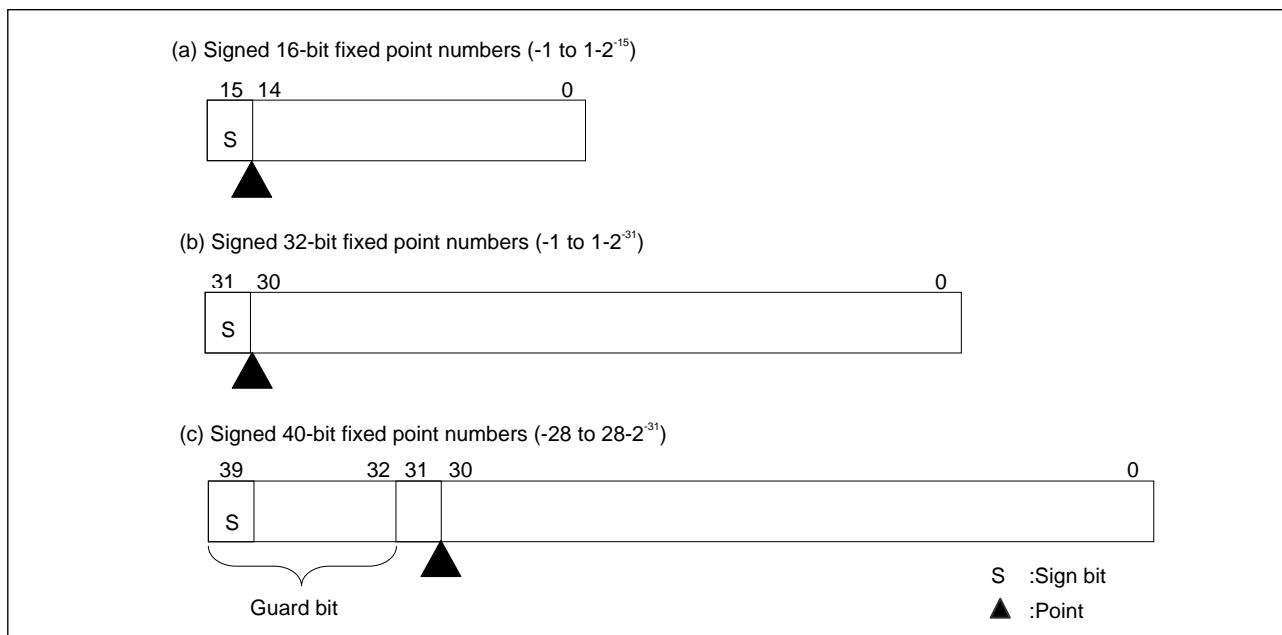 (a) Signed 16-bit fixed point numbers (-1 to 1-2⁻¹⁵)
15 14 0
S
(b) Signed 32-bit fixed point numbers (-1 to 1-2⁻³¹)
31 30 0
S
(c) Signed 40-bit fixed point numbers (-28 to 28-2⁻³¹)
39 32 31 30 0
S
Guard bit
S :Sign bit
▲ :Point